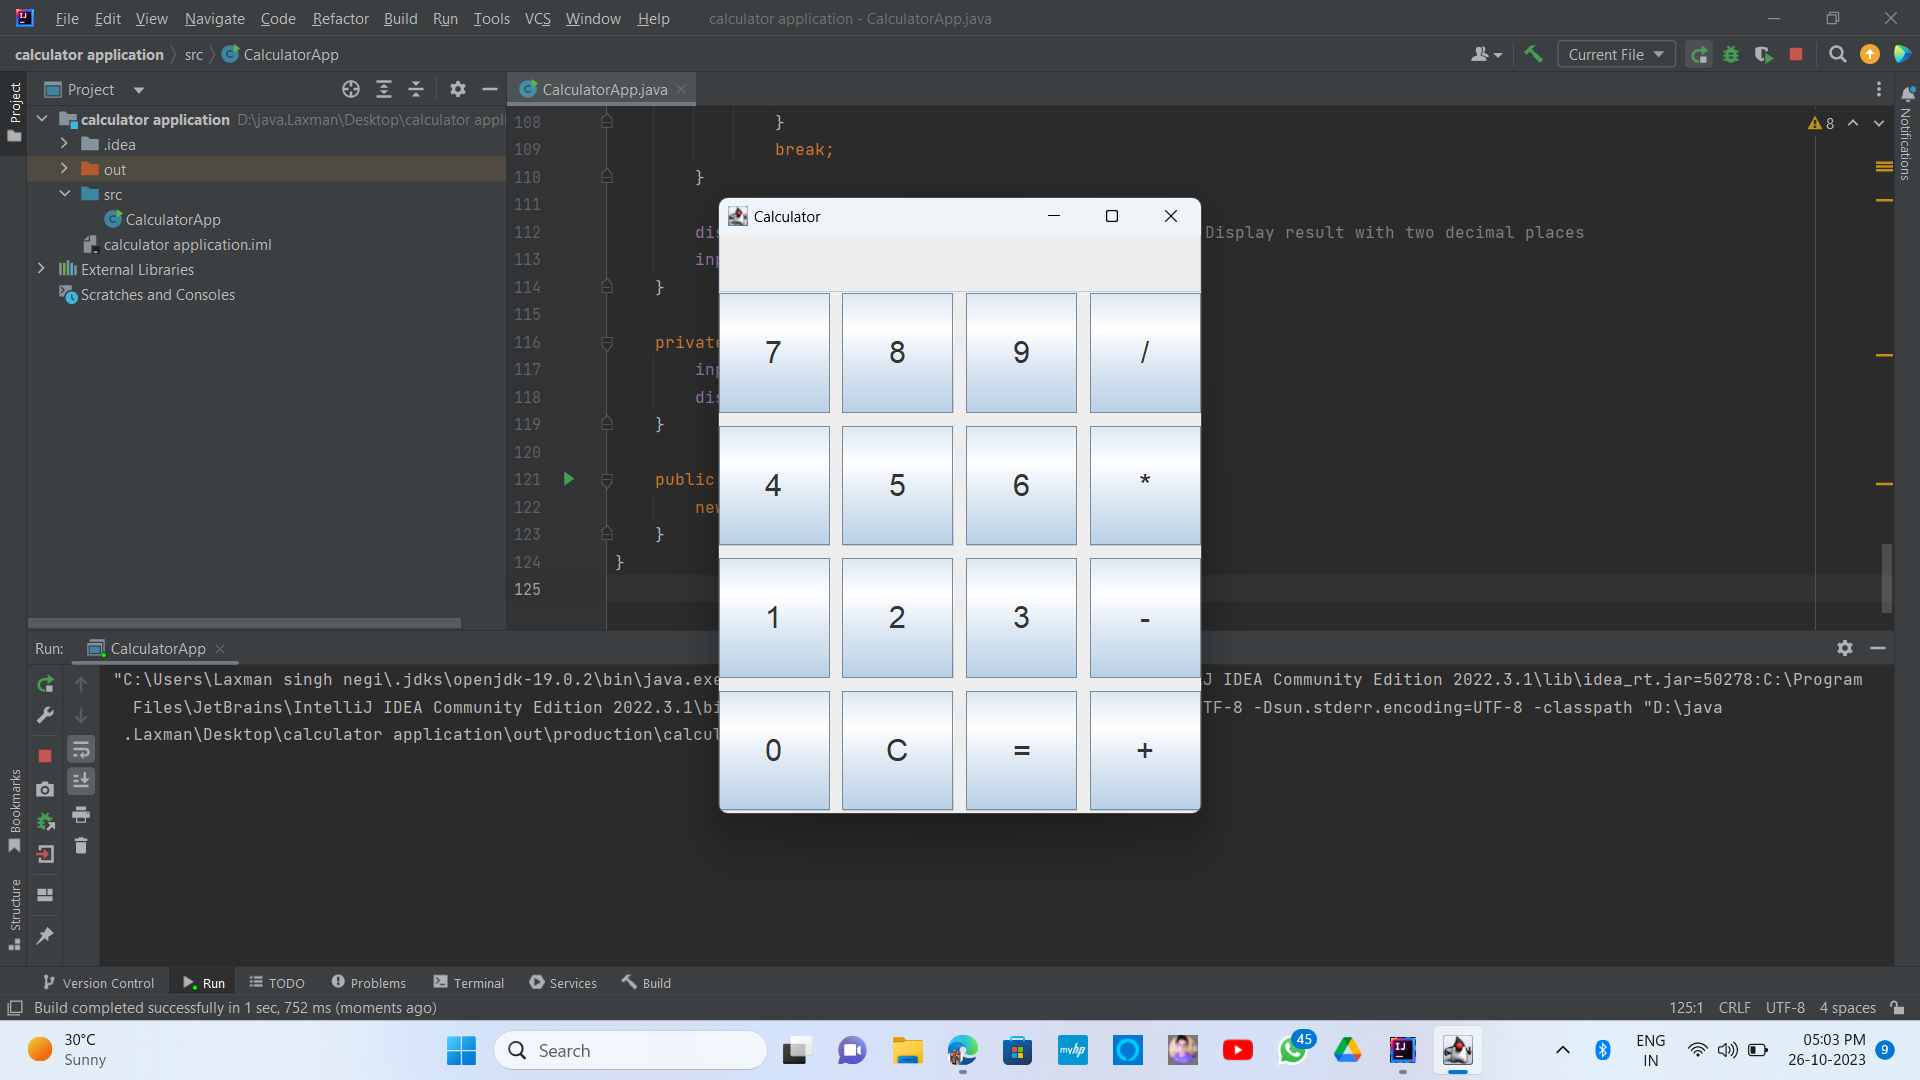 File Edit View Navigate Code Refactor Build Run Tools VCS Window Help calculator application - CalculatorApp.java
calculator application src CalculatorApp Current File
Project
Project
CalculatorApp.java
calculator application D:\java.Laxman\Desktop\calculator appli
.idea
out
src
CalculatorApp
calculator application.iml
External Libraries
Scratches and Consoles
108 }
109 break;
110 }
111
112 dis Display result with two decimal places
113 inp
114 }
115
116 private
117 inp
118 dis
119 }
120
121 public
122 new
123 }
124 }
125
8
Notifications
Calculator
7 8 9 /
4 5 6 *
1 2 3 -
0 C = +
Run: CalculatorApp
"C:\Users\Laxman singh negi\.jdks\openjdk-19.0.2\bin\java.exe J IDEA Community Edition 2022.3.1\lib\idea_rt.jar=50278:C:\Program
Files\JetBrains\IntelliJ IDEA Community Edition 2022.3.1\bi TF-8 -Dsun.stderr.encoding=UTF-8 -classpath "D:\java
.Laxman\Desktop\calculator application\out\production\calcul
Bookmarks
Structure
Version Control Run TODO Problems Terminal Services Build
Build completed successfully in 1 sec, 752 ms (moments ago) 125:1 CRLF UTF-8 4 spaces
30°C
Sunny
Search
myhp
45
IJ
ENG
IN
05:03 PM
26-10-2023
9